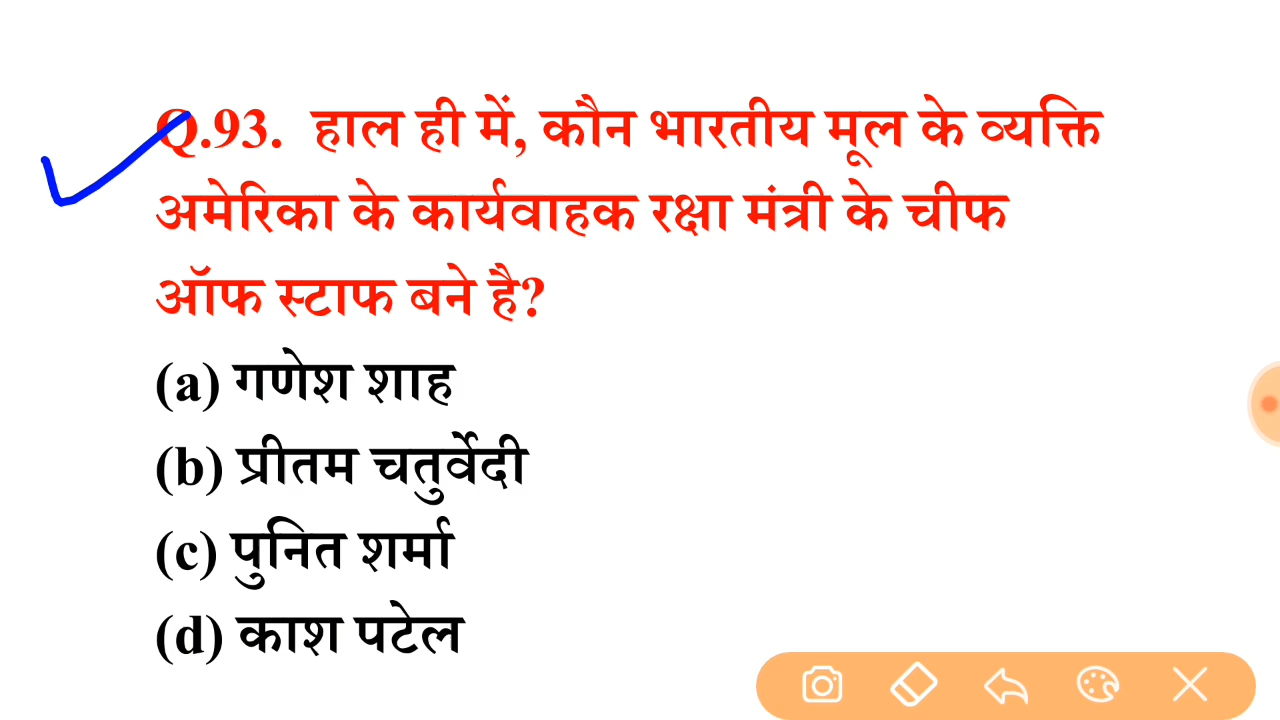 Q.93. हाल ही में, कौन भारतीय मूल के व्यक्ति
अमेरिका के कार्यवाहक रक्षा मंत्री के चीफ
ऑफ स्टाफ बने है?
(a) गणेश शाह
(b) प्रीतम चतुर्वेदी
(c) पुनित शर्मा
(d) काश पटेल